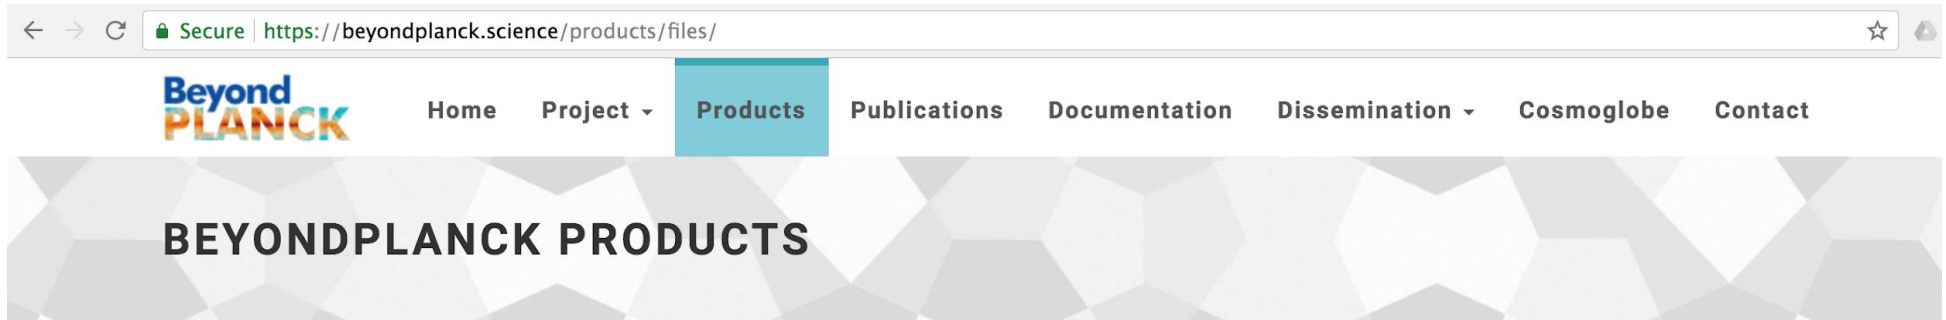 Secure https://beyondplanck.science/products/files/
Beyond
PLANCK
Home Project Products Publications Documentation Dissemination Cosmoglobe Contact
BEYONDPLANCK PRODUCTS